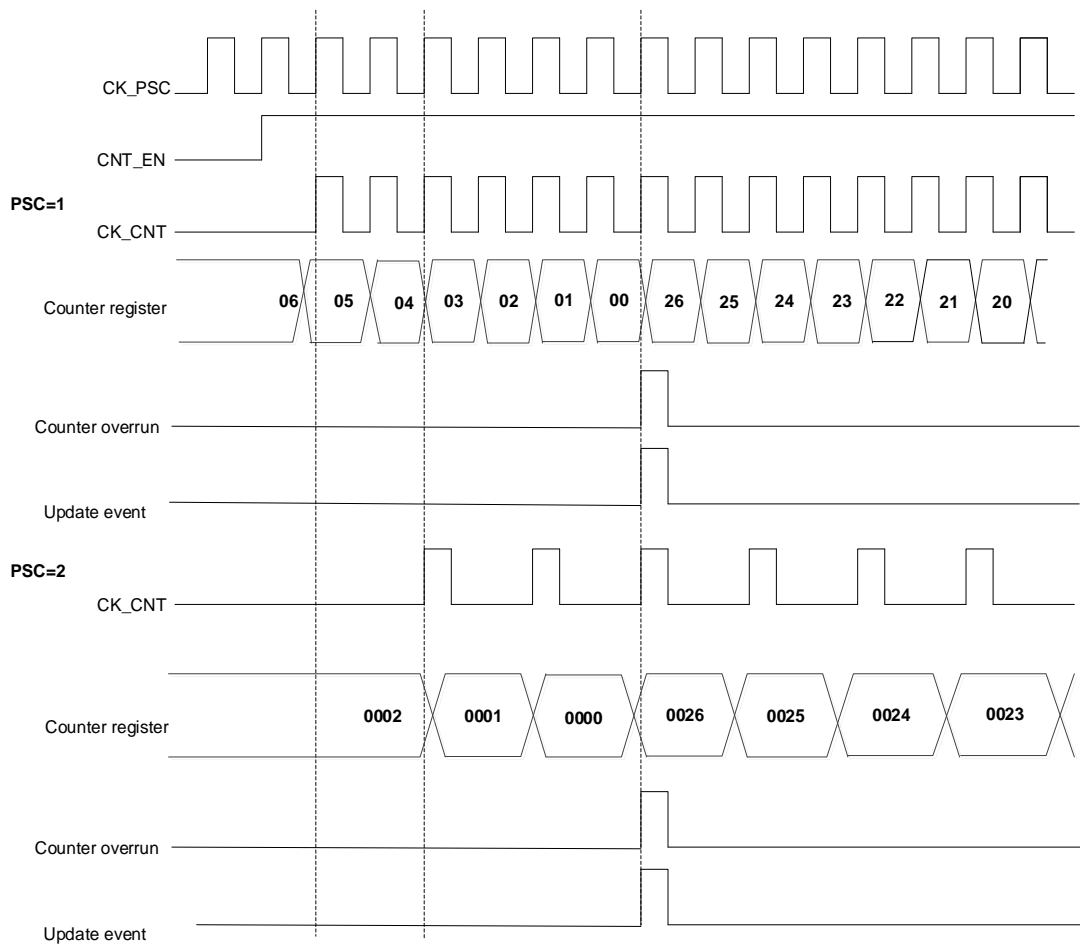 CK_PSC
CNT_EN
PSC=1
CK_CNT
Counter register 06 05 04 03 02 01 00 26 25 24 23 22 21 20
Counter overrun
Update event
PSC=2
CK_CNT
Counter register 0002 0001 0000 0026 0025 0024 0023
Counter overrun
Update event